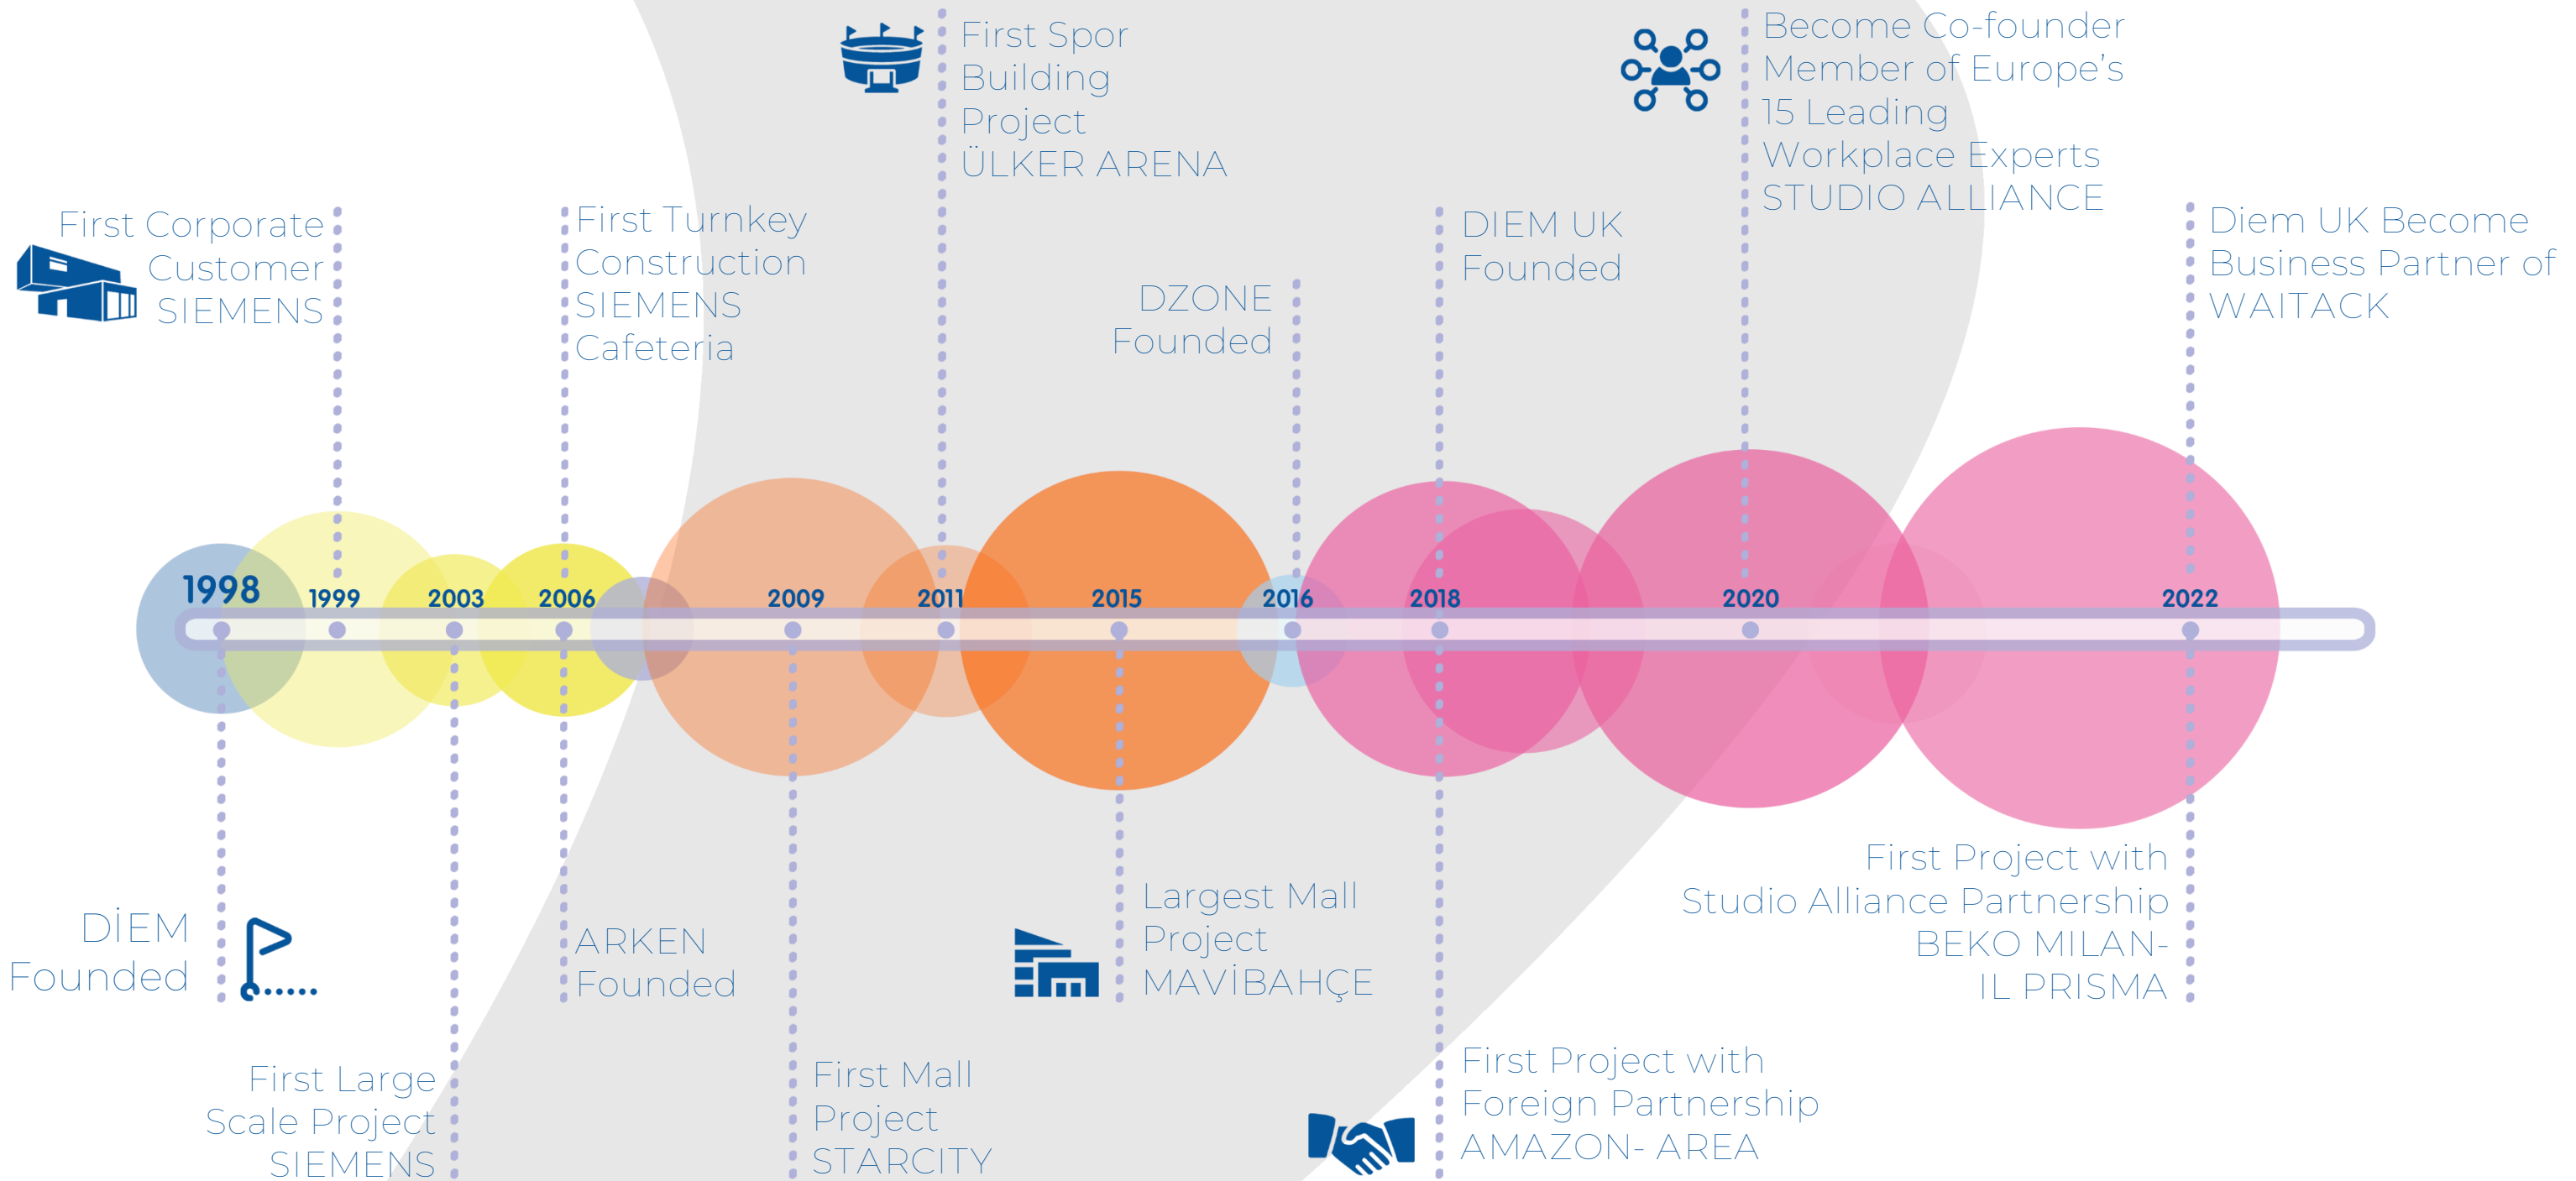 First Spor
Building
Project
ÜLKER ARENA
Become Co-founder
Member of Europe's
15 Leading
Workplace Experts
STUDIO ALLIANCE
First Corporate
Customer
SIEMENS
First Turnkey
Construction
SIEMENS
Cafeteria
DZONE
Founded
DIEM UK
Founded
Diem UK Become
Business Partner of
WAITACK
1998
1999
2003
2006
2009
2011
2015
2016
2018
2020
2022
DİEM
Founded
First Large
Scale Project
SIEMENS
ARKEN
Founded
First Mall
Project
STARCITY
Largest Mall
Project
MAVİBAHÇE
First Project with
Foreign Partnership
AMAZON- AREA
First Project with
Studio Alliance Partnership
BEKO MILAN-
IL PRISMA